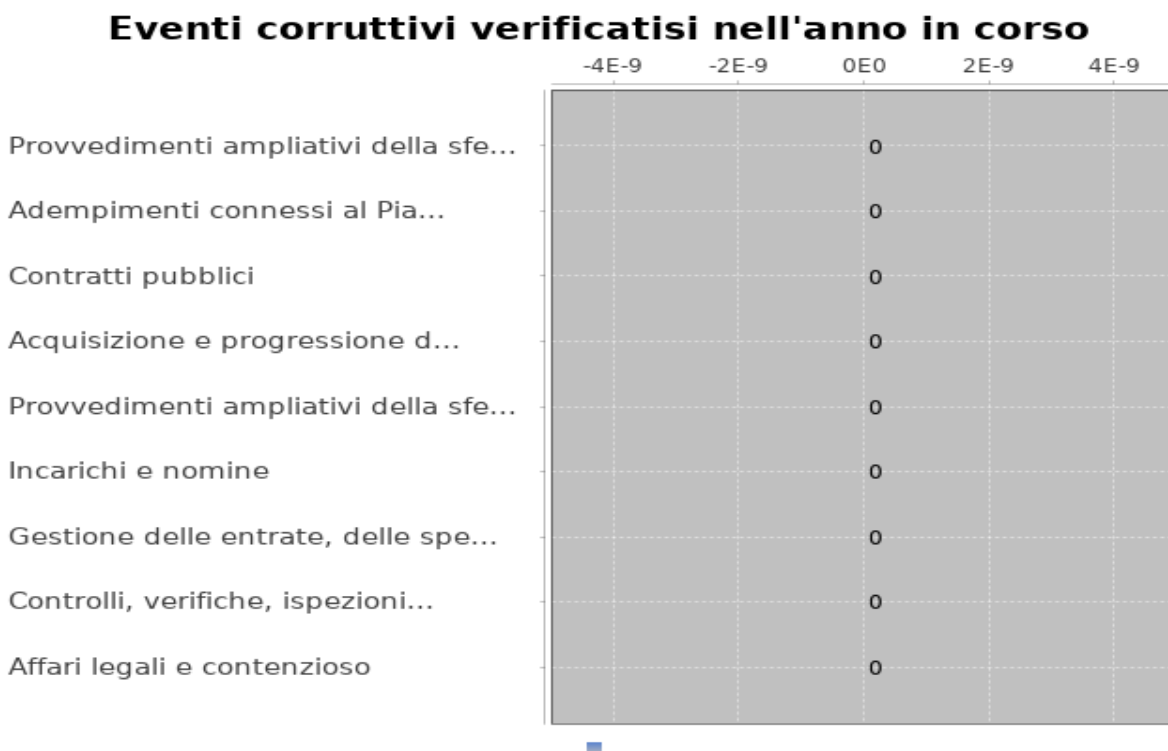 Eventi corruttivi verificatisi nell'anno in corso
-4E-9 -2E-9 0E0 2E-9 4E-9
Provvedimenti ampliativi della sfe... 0
Adempimenti connessi al Pia... 0
Contratti pubblici 0
Acquisizione e progressione d... 0
Provvedimenti ampliativi della sfe... 0
Incarichi e nomine 0
Gestione delle entrate, delle spe... 0
Controlli, verifiche, ispezioni... 0
Affari legali e contenzioso 0